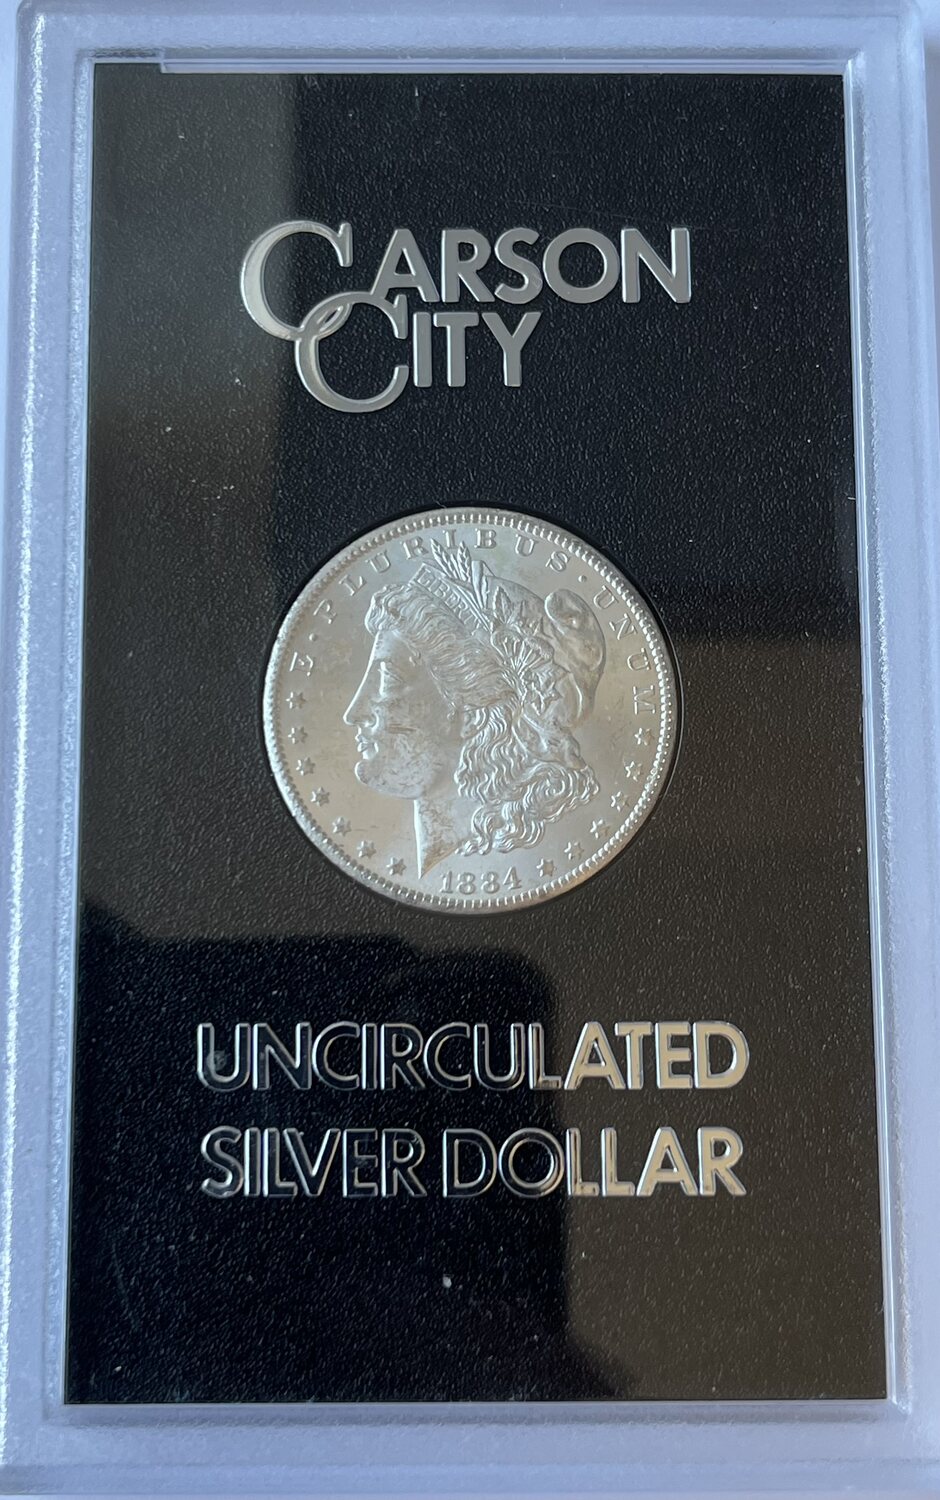 CARSON
CITY
E · PLURIBUS · UNUM
LIBERTY
1884
UNCIRCULATED
SILVER DOLLAR